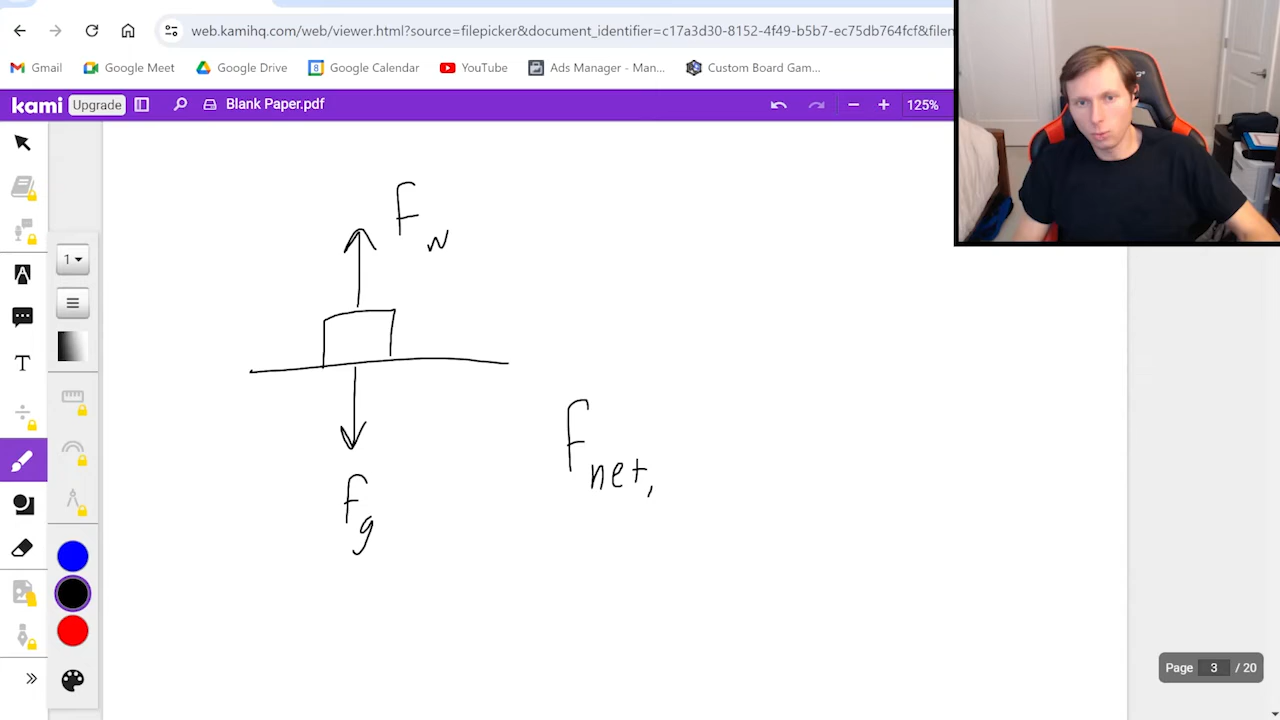 web.kamihq.com/web/viewer.html?source=filepicker&document_identifier=c17a3d30-8152-4f49-b5b7-ec75db764fcf&filen
Gmail
Google Meet
Google Drive
8
Google Calendar
YouTube
Ads Manager - Man...
Custom Board Gam...
kami
Upgrade
Blank Paper.pdf
125%
A
T
1
F
N
F
g
F
net,
Page 3 / 20